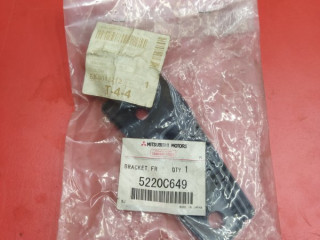 T-4-4
MITSUBISHI MOTORS
BRACKET FR QTY 1
5220C649